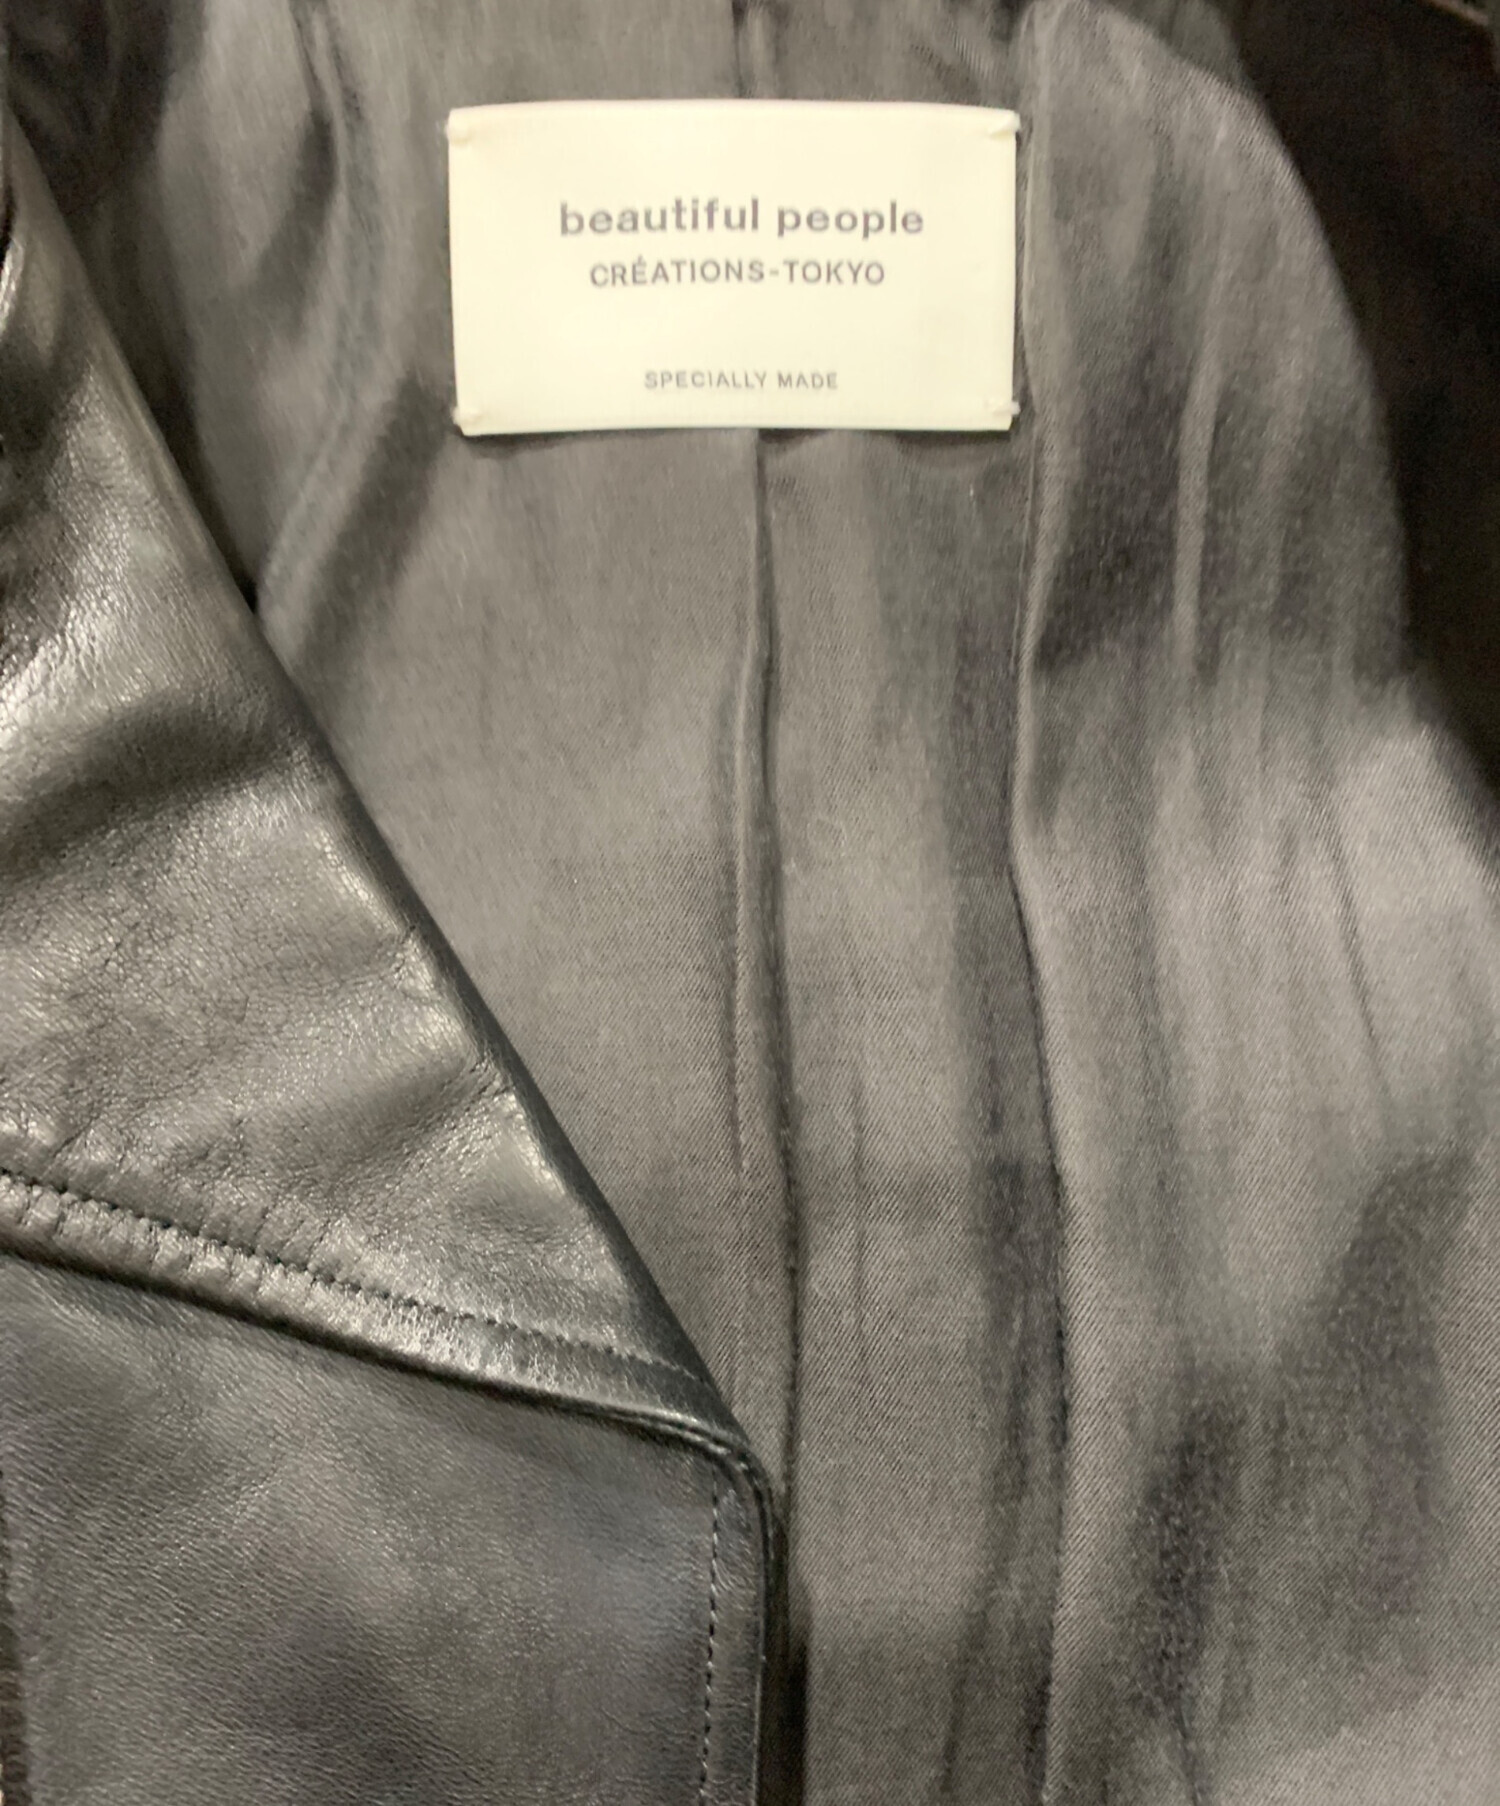 beautiful people
CRÉATIONS-TOKYO
SPECIALLY MADE